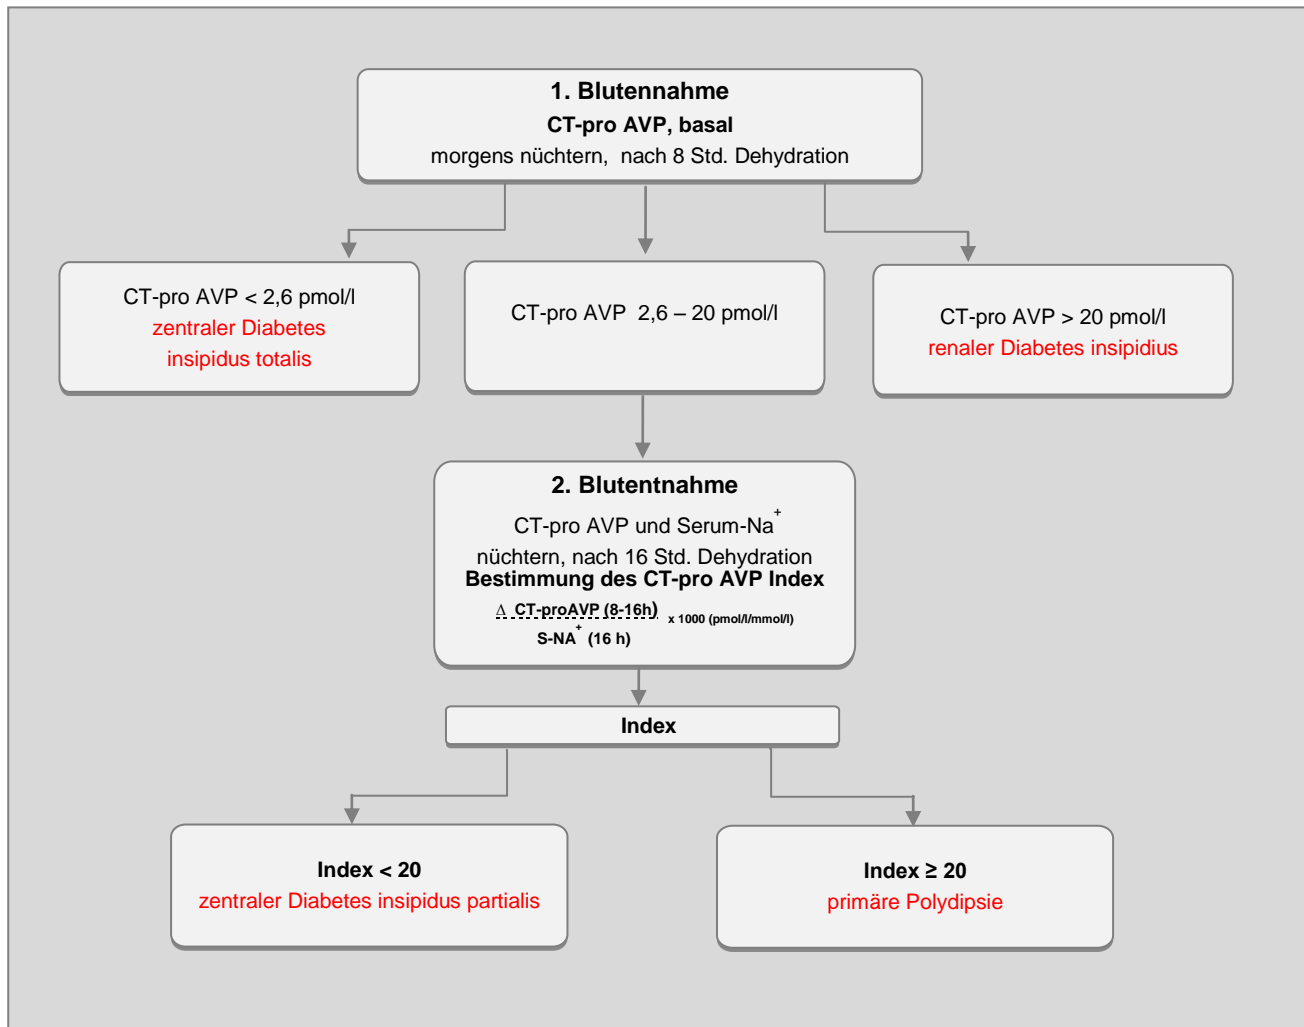 1. Blutennahme
CT-pro AVP, basal
morgens nüchtern, nach 8 Std. Dehydration
CT-pro AVP < 2,6 pmol/l
zentraler Diabetes
insipidus totalis
CT-pro AVP 2,6 – 20 pmol/l
CT-pro AVP > 20 pmol/l
renaler Diabetes insipidius
2. Blutentnahme
CT-pro AVP und Serum-Na⁺
nüchtern, nach 16 Std. Dehydration
Bestimmung des CT-pro AVP Index
Δ CT-proAVP (8-16h) x 1000 (pmol/l/mmol/l)
S-NA⁺ (16 h)
Index
Index < 20
zentraler Diabetes insipidus partialis
Index ≥ 20
primäre Polydipsie